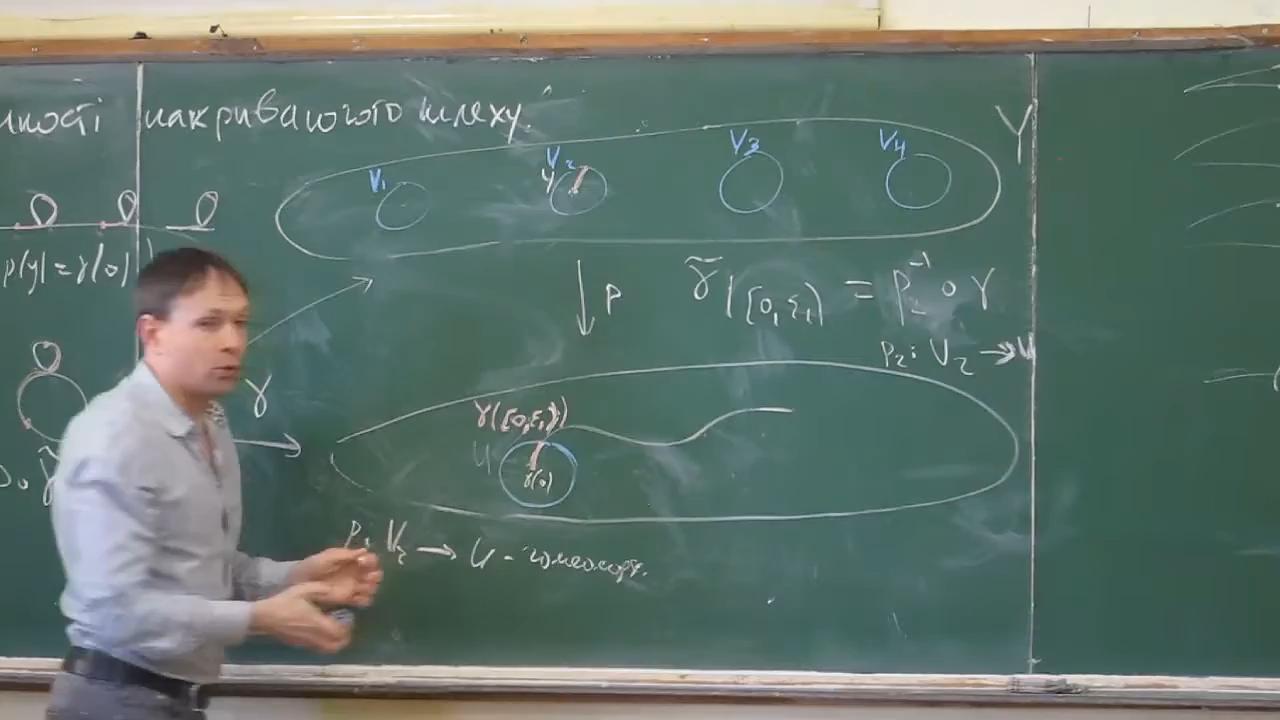 накриваючого шляху.
Y
V₁
V₂
y
V₃
V₄
p(y) = γ(0)
p
γ̃|[0,ε₁) = p₂⁻¹ ∘ γ
p₂: V₂ → U
γ
γ([0,ε₁))
U
γ(0)
p: V₂ → U - гомеоморф.